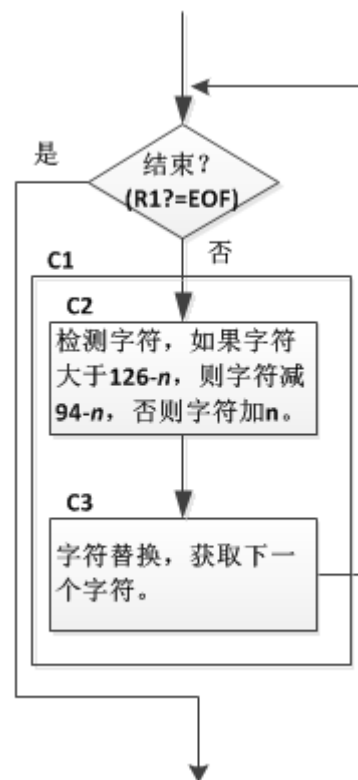 结束？
是
(R1?=EOF)
否
C1
C2
检测字符，如果字符
大于126-n，则字符减
94-n，否则字符加n。
C3
字符替换，获取下一
个字符。